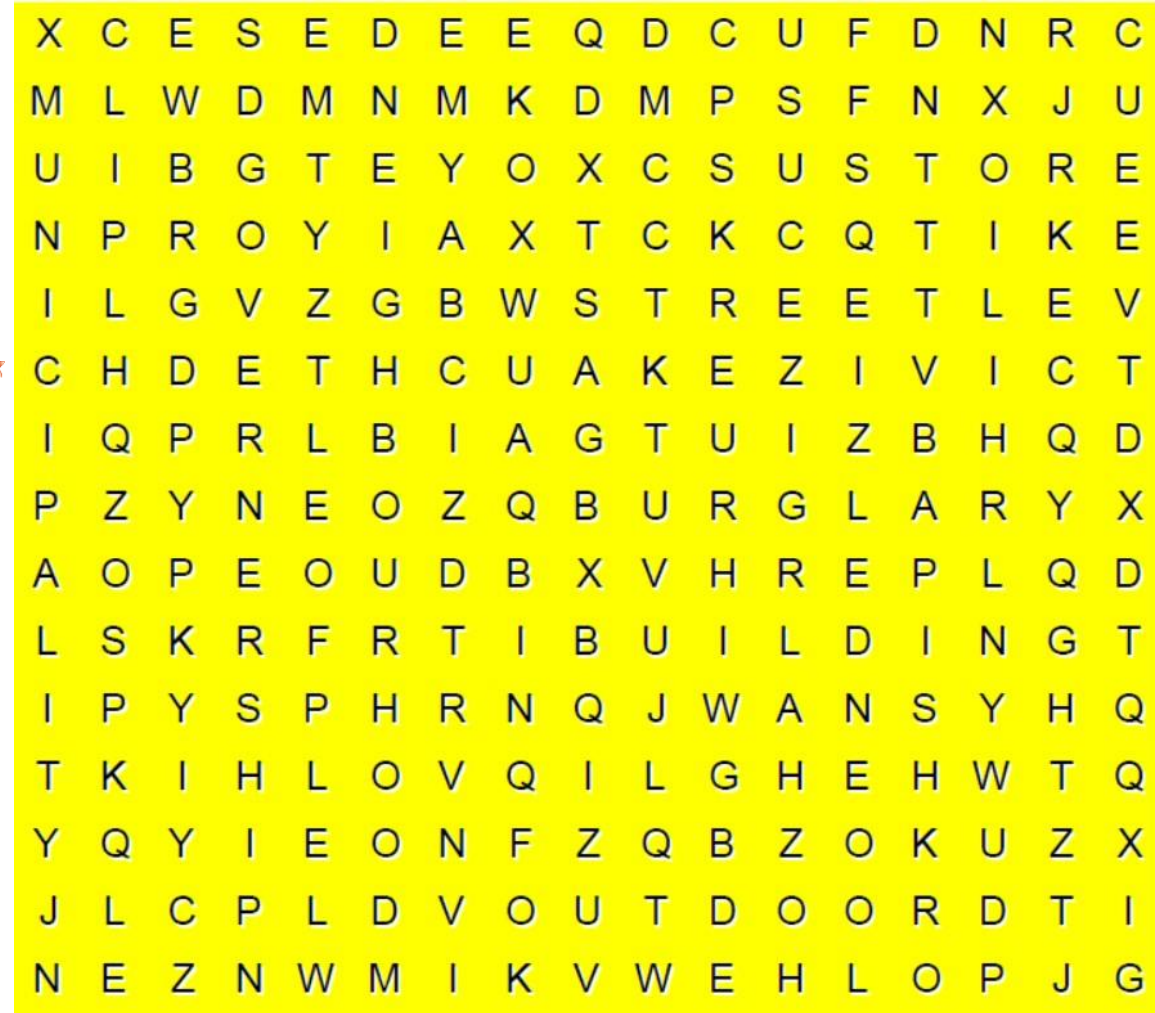 X C E S E D E E Q D C U F D N R C
M L W D M N M K D M P S F N X J U
U I B G T E Y O X C S U S T O R E
N P R O Y I A X T C K C Q T I K E
I L G V Z G B W S T R E E T L E V
C H D E T H C U A K E Z I V I C T
I Q P R L B I A G T U I Z B H Q D
P Z Y N E O Z Q B U R G L A R Y X
A O P E O U D B X V H R E P L Q D
L S K R F R T I B U I L D I N G T
I P Y S P H R N Q J W A N S Y H Q
T K I H L O V Q I L G H E H W T Q
Y Q Y I E O N F Z Q B Z O K U Z X
J L C P L D V O U T D O O R D T I
N E Z N W M I K V W E H L O P J G